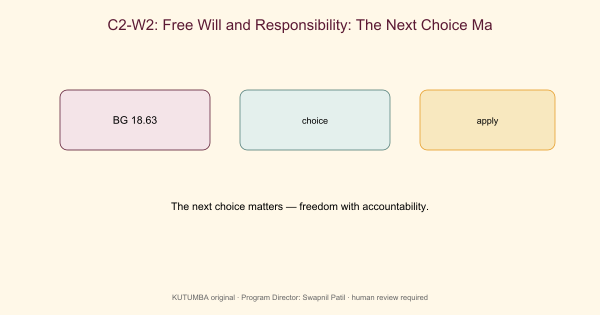 C2-W2: Free Will and Responsibility: The Next Choice Ma
BG 18.63
choice
apply
The next choice matters — freedom with accountability.
KUTUMBA original · Program Director: Swapnil Patil · human review required